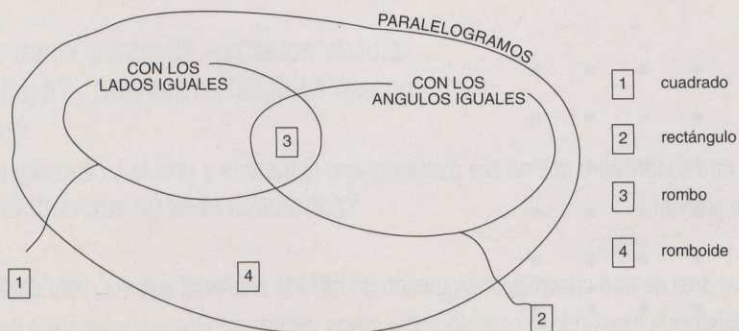 PARALELOGRAMOS
CON LOS
LADOS IGUALES
CON LOS
ANGULOS IGUALES
3
4
1
2
1 cuadrado
2 rectángulo
3 rombo
4 romboide